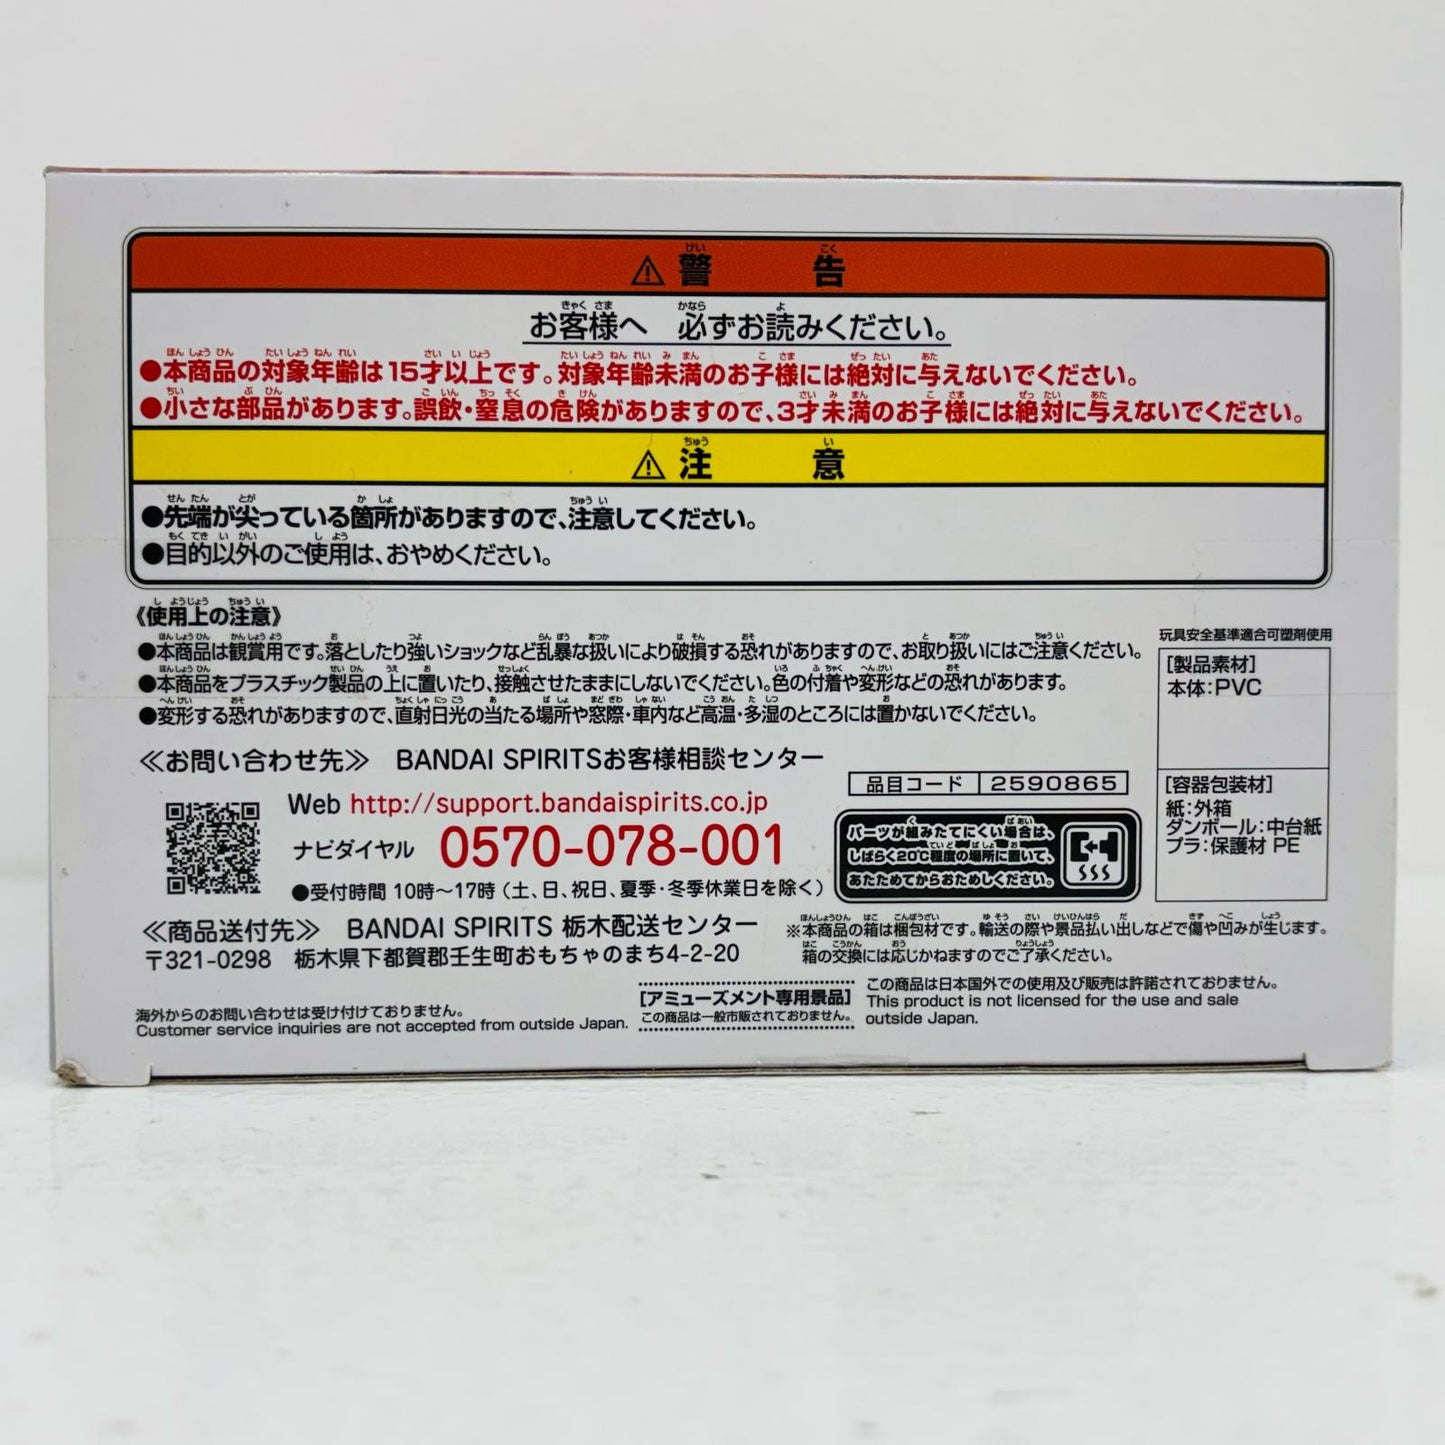 ⚠警告
お客様へ 必ずお読みください。
●本商品の対象年齢は15才以上です。対象年齢未満のお子様には絶対に与えないでください。
●小さな部品があります。誤飲・窒息の危険がありますので、3才未満のお子様には絶対に与えないでください。
⚠注意
●先端が尖っている箇所がありますので、注意してください。
●目的以外のご使用は、おやめください。
《使用上の注意》
●本商品は観賞用です。落としたり強いショックなど乱暴な扱いにより破損する恐れがありますので、お取り扱いにはご注意ください。
●本商品をプラスチック製品の上に置いたり、接触させたままにしないでください。色の付着や変形などの恐れがあります。
●変形する恐れがありますので、直射日光の当たる場所や窓際・車内など高温・多湿のところには置かないでください。
玩具安全基準適合可塑剤使用
[製品素材]
本体:PVC
[容器包装材]
紙:外箱
ダンボール:中台紙
プラ:保護材 PE
≪お問い合わせ先≫ BANDAI SPIRITSお客様相談センター
Web http://support.bandaispirits.co.jp
ナビダイヤル 0570-078-001
●受付時間 10時〜17時(土、日、祝日、夏季・冬季休業日を除く)
品目コード 2590865
パーツが組みたてにくい場合は、
しばらく20℃程度の場所に置いて、
あたためてからおためしください。
≪商品送付先≫ BANDAI SPIRITS 栃木配送センター
〒321-0298 栃木県下都賀郡壬生町おもちゃのまち4-2-20
※本商品の箱は梱包材です。輸送の際や景品払い出しなどで傷や凹みが生じます。
箱の交換には応じかねますのでご了承ください。
海外からのお問い合わせは受け付けておりません。
Customer service inquiries are not accepted from outside Japan.
[アミューズメント専用景品]
この商品は一般市販されておりません。
この商品は日本国外での使用及び販売は許諾されておりません。
This product is not licensed for the use and sale
outside Japan.